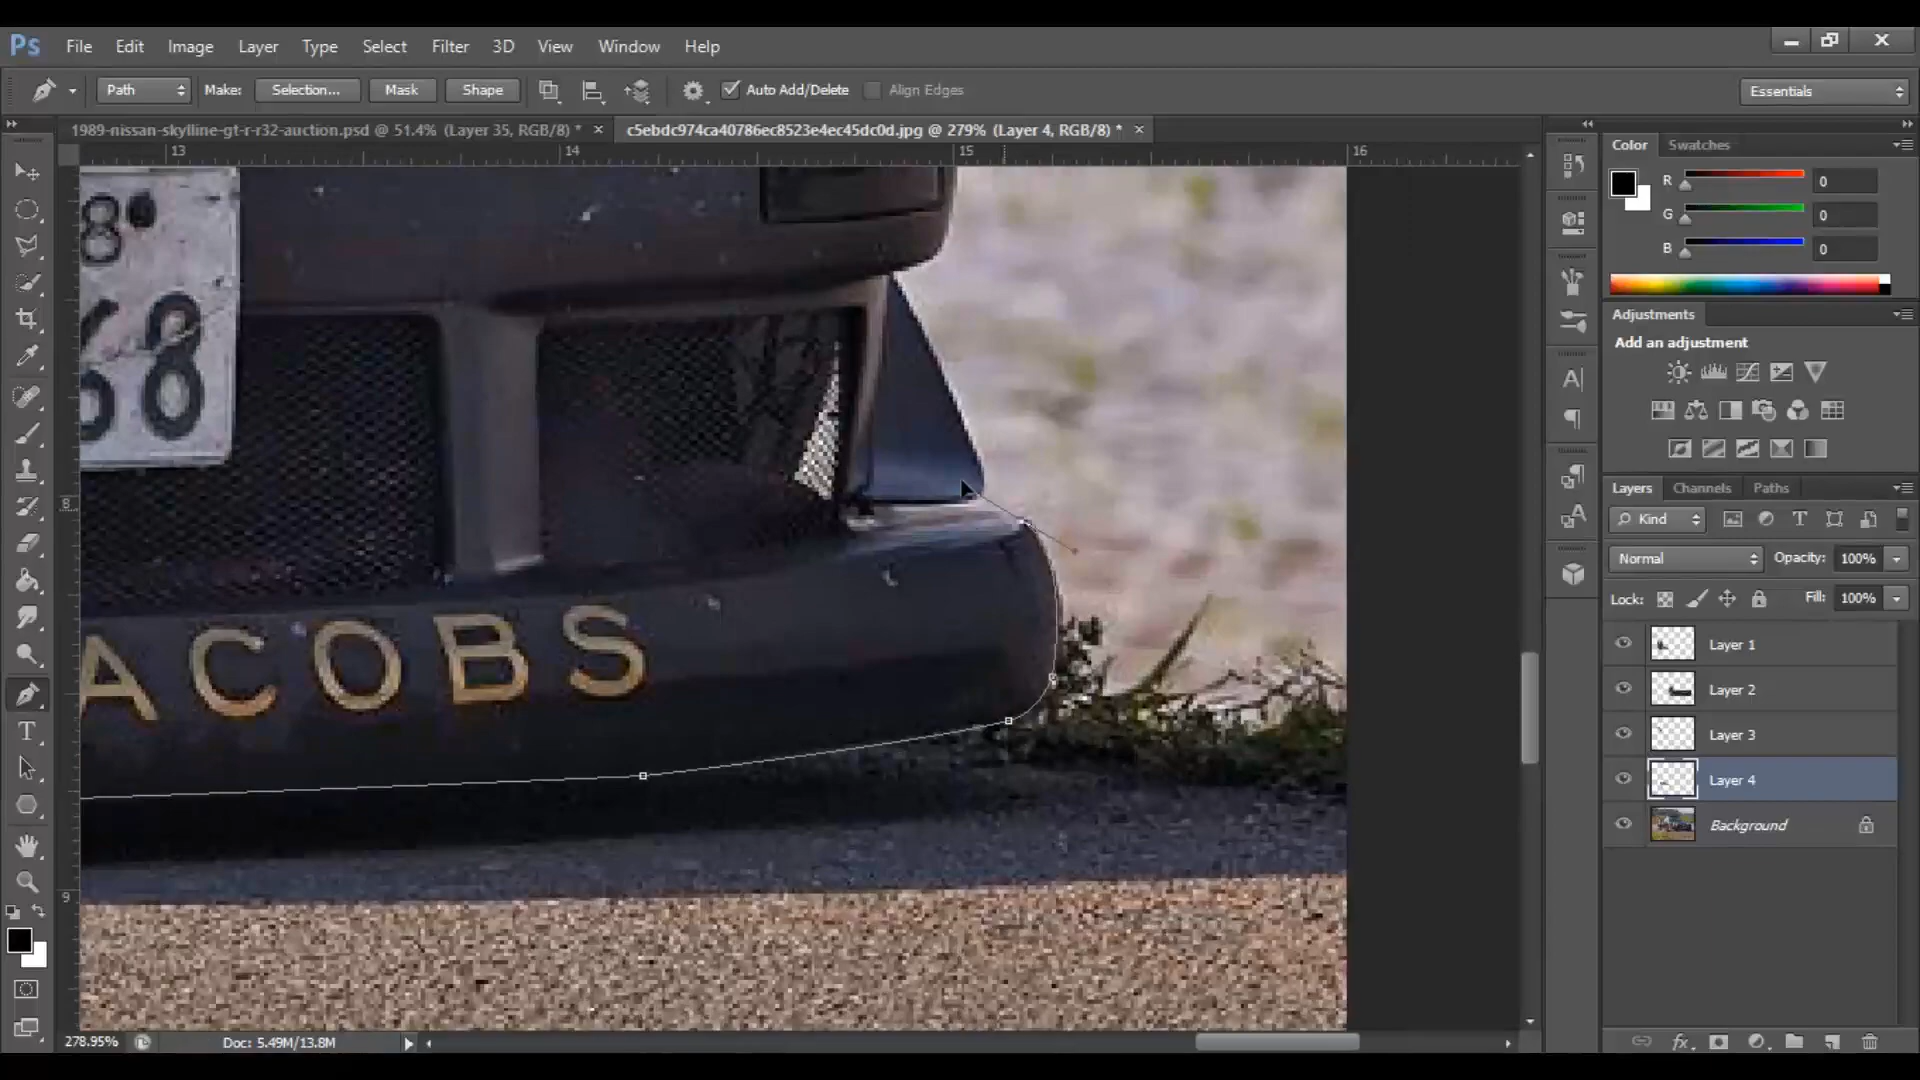 Ps File Edit Image Layer Type Select Filter 3D View Window Help
Path Make: Selection... Mask Shape Auto Add/Delete Align Edges Essentials
1989-nissan-skylline-gt-r-r32-auction.psd @ 51.4% (Layer 35, RGB/8) * × c5ebdc974ca40786ec8523e4ec45dc0d.jpg @ 279% (Layer 4, RGB/8) * ×
13 14 15 16
Color Swatches
R 0
G 0
B 0
Adjustments
Add an adjustment
8
68
ACOBS
8
9
Layers Channels Paths
Kind
Normal Opacity: 100%
Lock: Fill: 100%
Layer 1
Layer 2
Layer 3
Layer 4
Background
278.95% Doc: 5.49M/13.8M